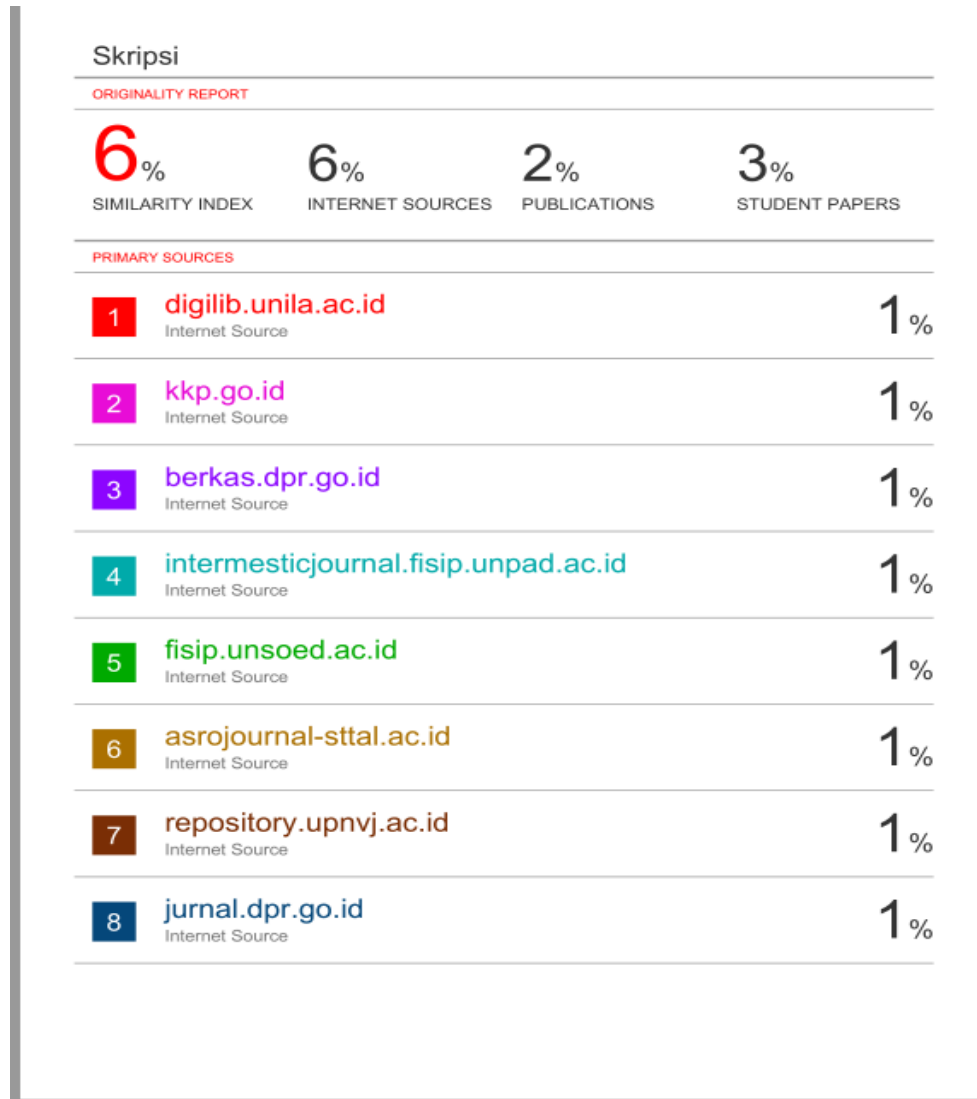 Skripsi
ORIGINALITY REPORT
6% 6% 2% 3%
SIMILARITY INDEX INTERNET SOURCES PUBLICATIONS STUDENT PAPERS
PRIMARY SOURCES
1 digilib.unila.ac.id 1%
Internet Source
2 kkp.go.id 1%
Internet Source
3 berkas.dpr.go.id 1%
Internet Source
4 intermesticjournal.fisip.unpad.ac.id 1%
Internet Source
5 fisip.unsoed.ac.id 1%
Internet Source
6 asrojournal-sttal.ac.id 1%
Internet Source
7 repository.upnvj.ac.id 1%
Internet Source
8 jurnal.dpr.go.id 1%
Internet Source